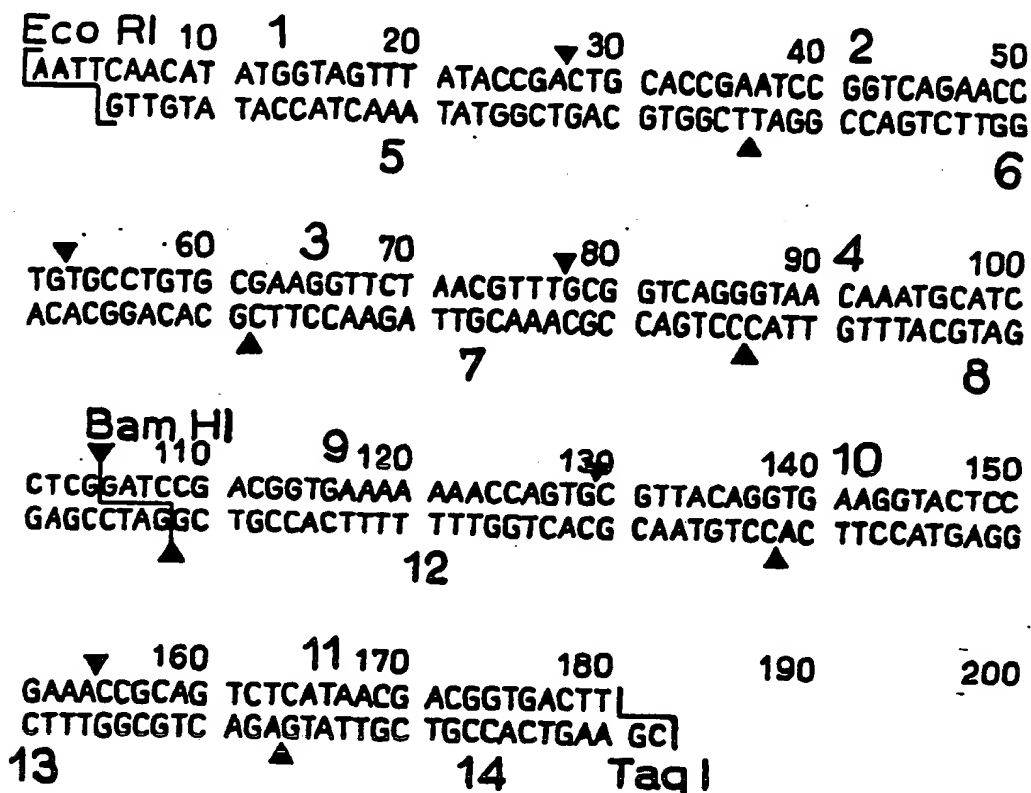 Eco RI 10 1 20 30 40 2 50
AATTCAACAT ATGGTAGTTT ATACCGACTG CACCGAATCC GGTCAGAACC
GTTGTA TACCATCAAA TATGGCTGAC GTGGCTTAGG CCAGTCTTGG
5 6
60 3 70 80 90 4 100
TGTGCCTGTG CGAAGGTTCT AACGTTTGCG GTCAGGGTAA CAAATGCATC
ACACGGACAC GCTTCCAAGA TTGCAAACGC CAGTCCCATT GTTTACGTAG
7 8
Bam HI
110 9 120 130 140 10 150
CTCGGATCCG ACGGTGAAAA AAACCAGTGC GTTACAGGTG AAGGTACTCC
GAGCCTAGGC TGCCACTTTT TTTGGTCACG CAATGTCCAC TTCCATGAGG
12
160 11 170 180 190 200
GAAACCGCAG TCTCATAACG ACGGTGACTT
CTTTGGCGTC AGAGTATTGC TGCCACTGAA GC
13 14 Taq I